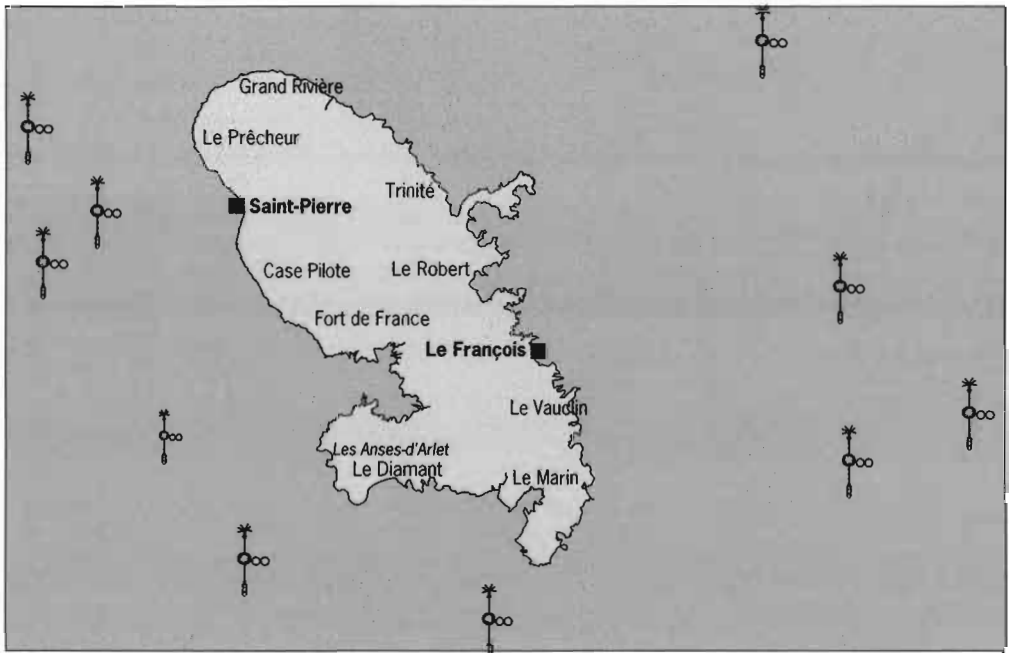 Grand Rivière
Le Prêcheur
Trinité
Saint-Pierre
Case Pilote
Le Robert
Fort de France
Le François
Le Vauclin
Les Anses-d'Arlet
Le Diamant
Le Marin